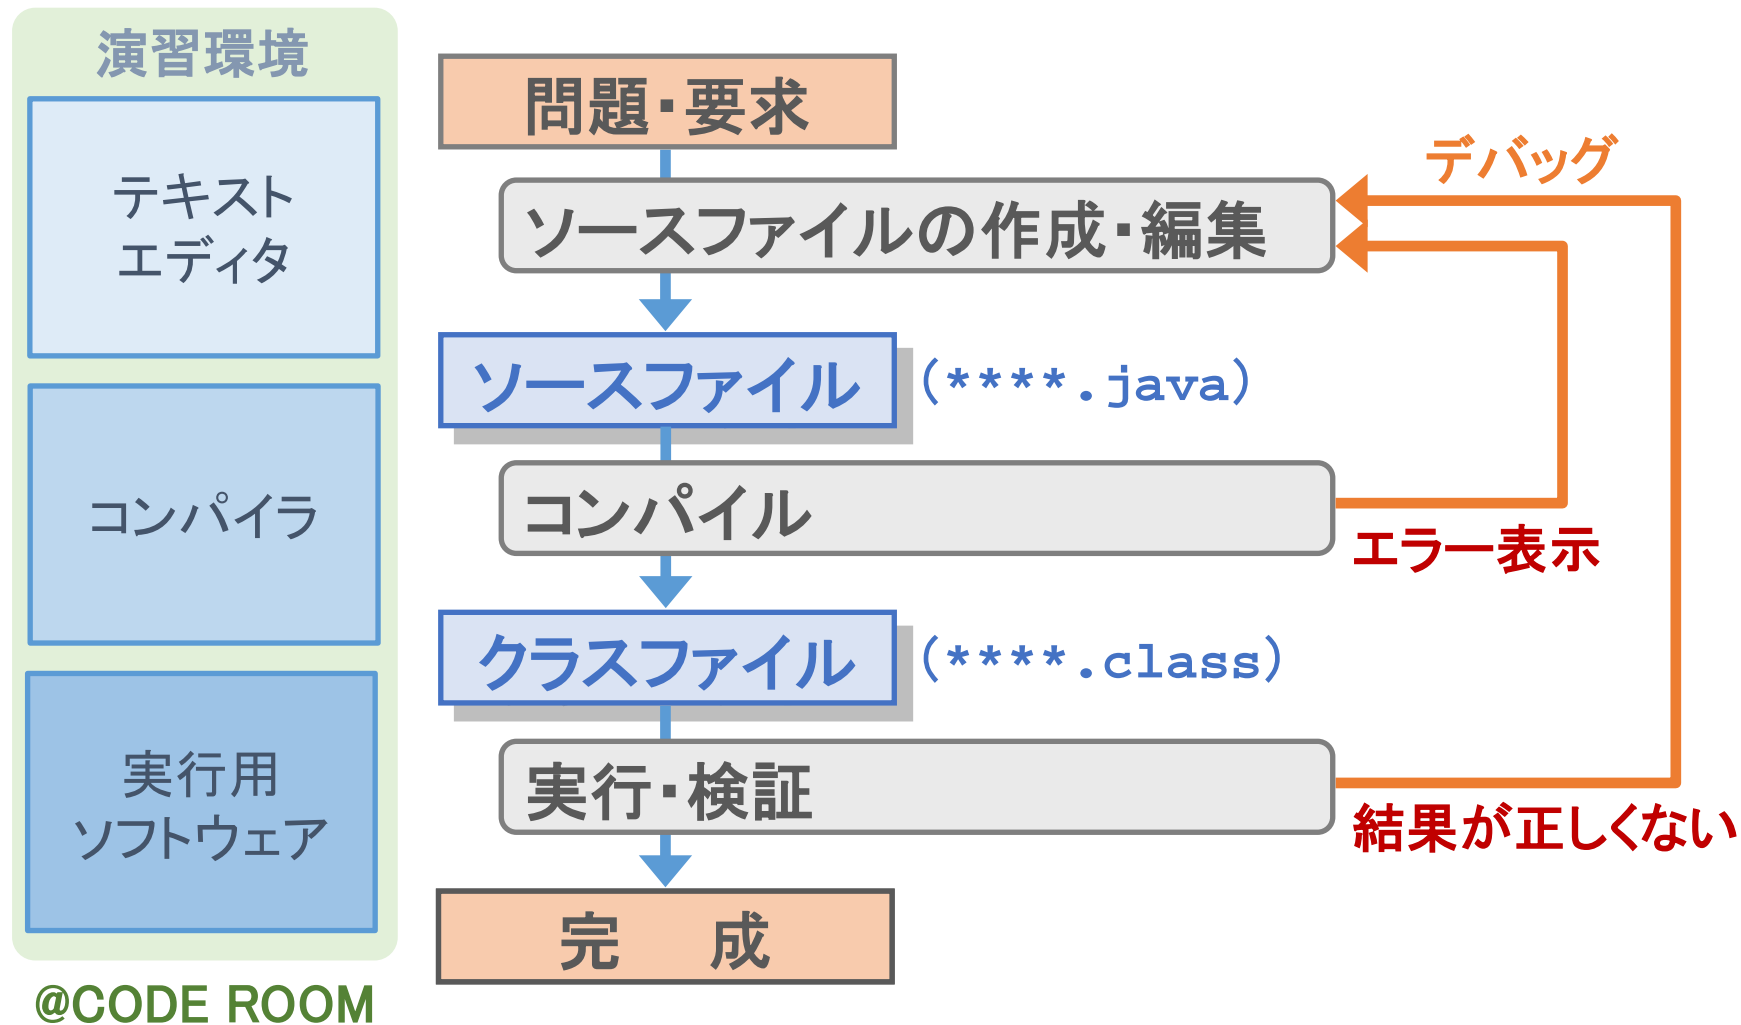 演習環境
テキスト
エディタ
コンパイラ
実行用
ソフトウェア
@CODE ROOM
問題・要求
ソースファイルの作成・編集
デバッグ
ソースファイル
(****.java)
コンパイル
エラー表示
クラスファイル
(****.class)
実行・検証
結果が正しくない
完 成